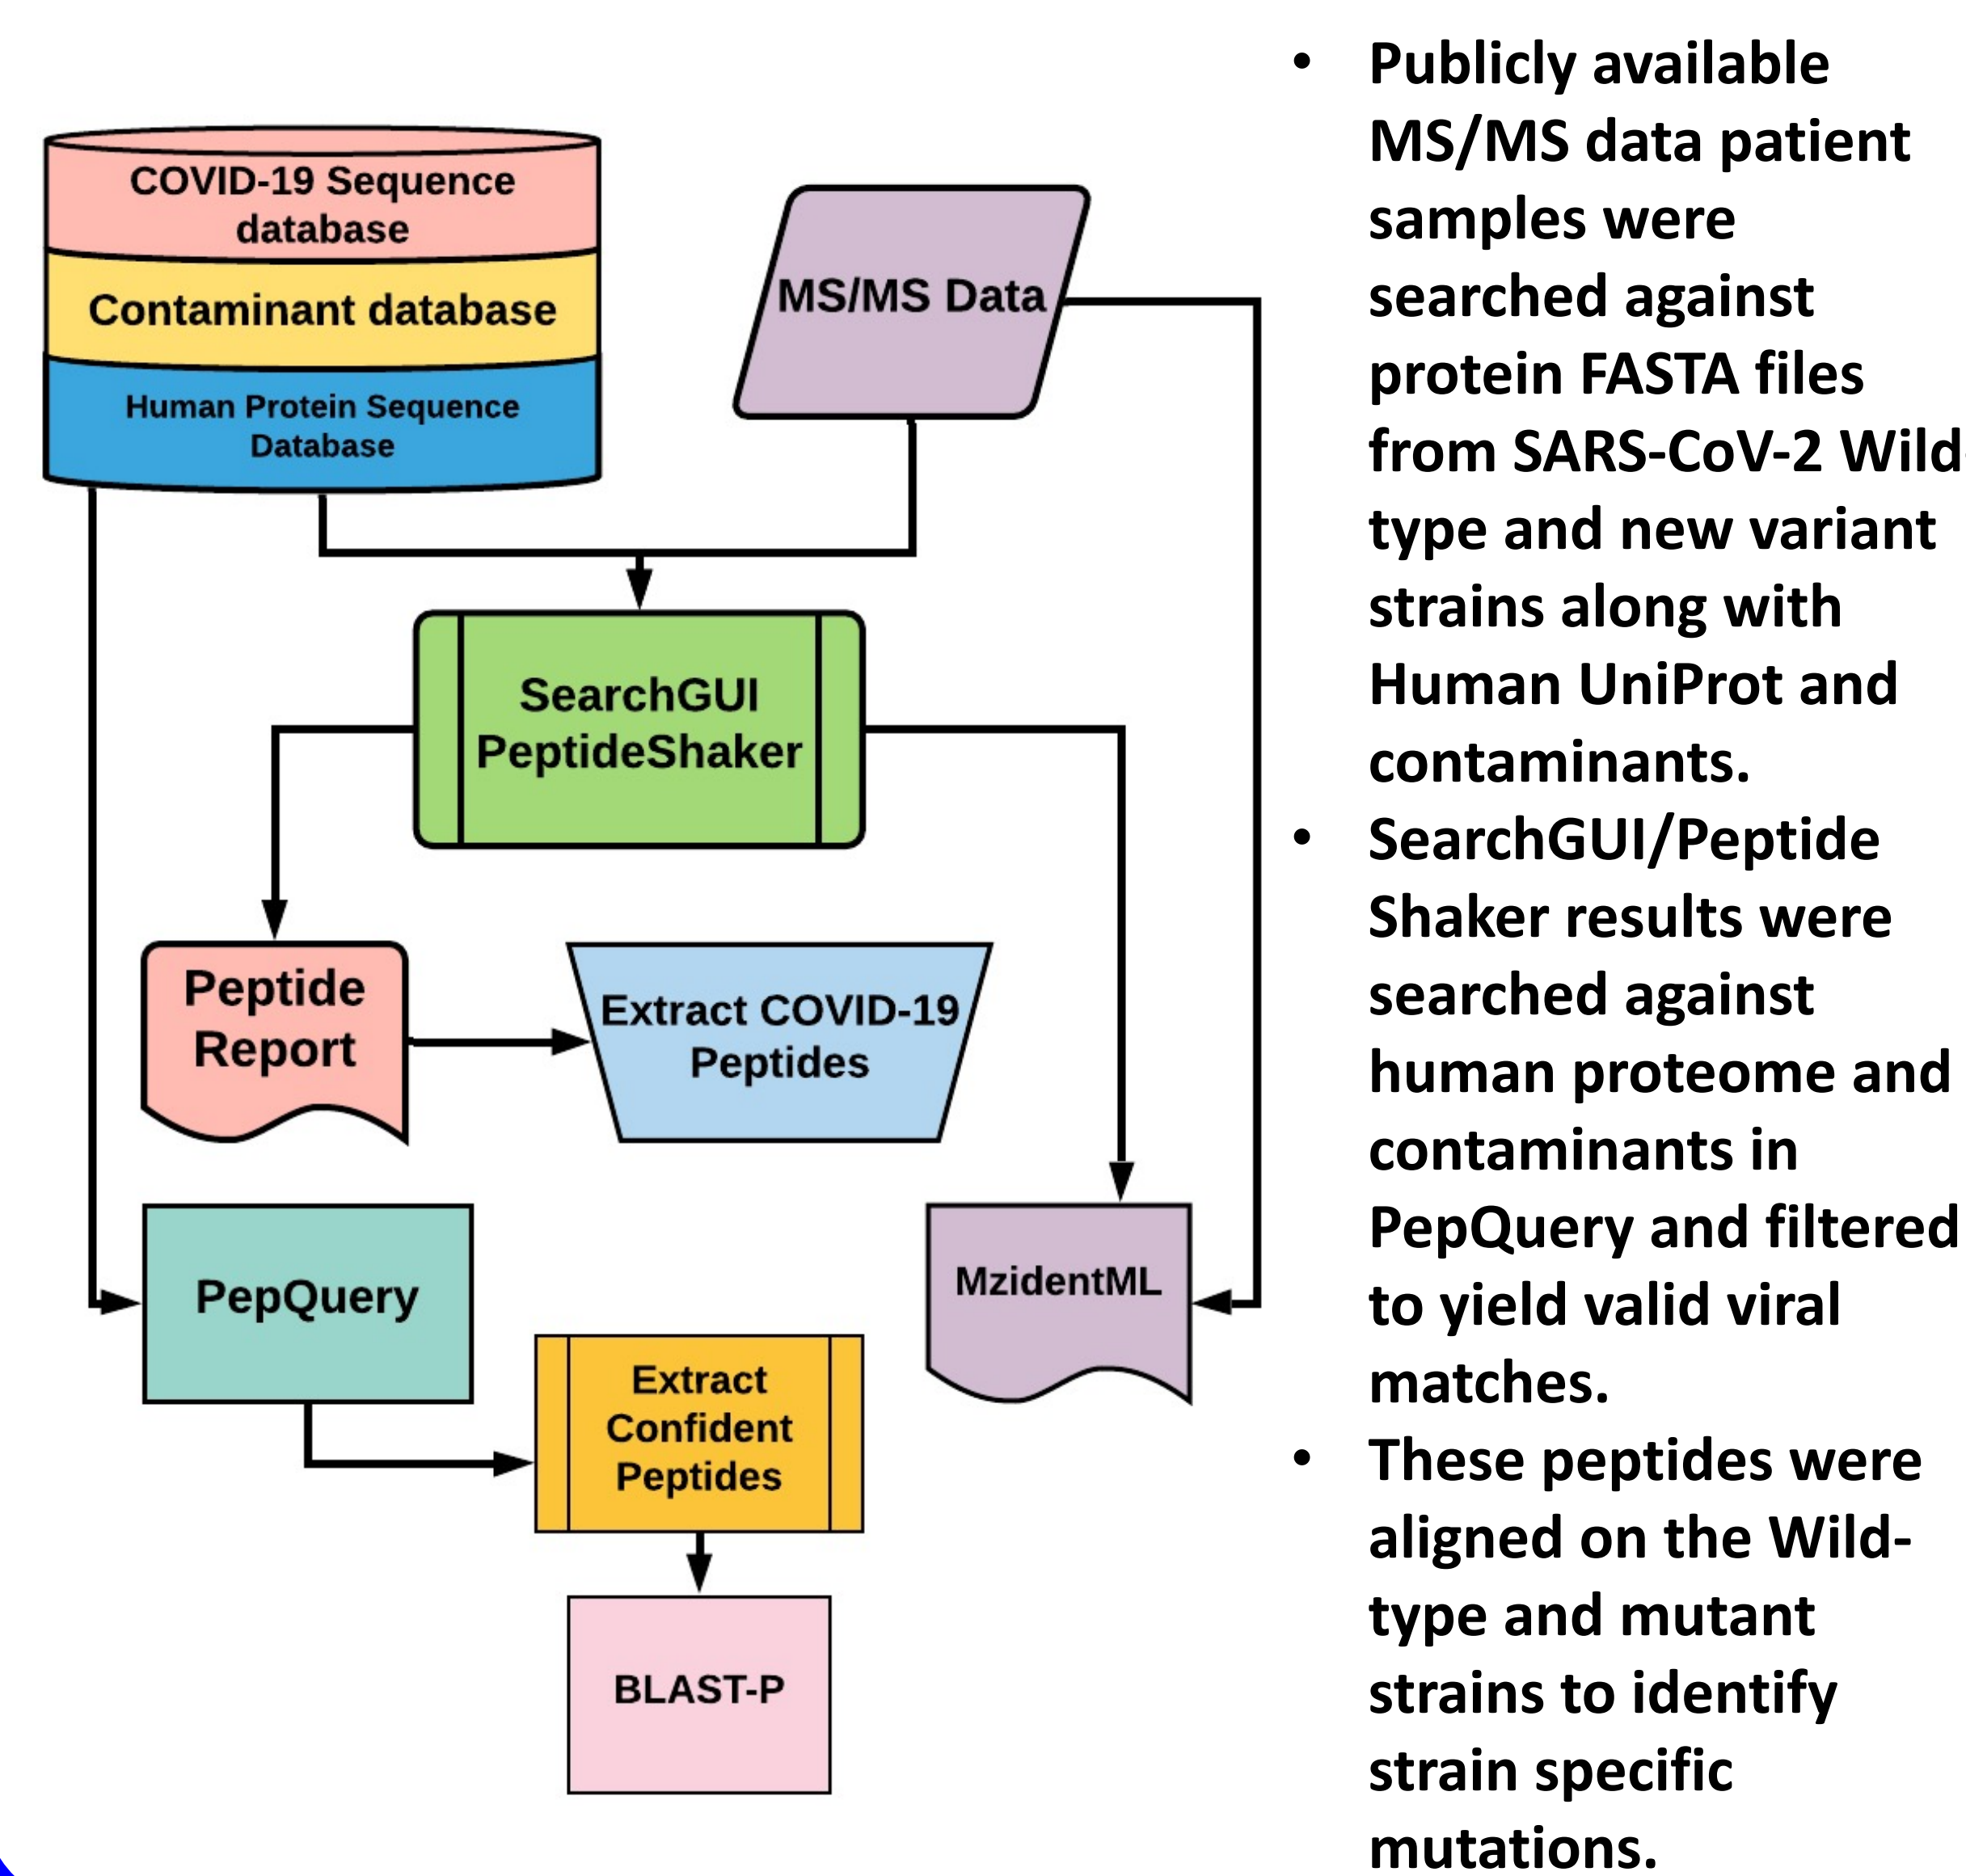 COVID-19 Sequence
database
Contaminant database
Human Protein Sequence
Database
MS/MS Data
SearchGUI
PeptideShaker
Peptide
Report
Extract COVID-19
Peptides
PepQuery
MzidentML
Extract
Confident
Peptides
BLAST-P
• Publicly available
MS/MS data patient
samples were
searched against
protein FASTA files
from SARS-CoV-2 Wild-
type and new variant
strains along with
Human UniProt and
contaminants.
• SearchGUI/Peptide
Shaker results were
searched against
human proteome and
contaminants in
PepQuery and filtered
to yield valid viral
matches.
• These peptides were
aligned on the Wild-
type and mutant
strains to identify
strain specific
mutations.